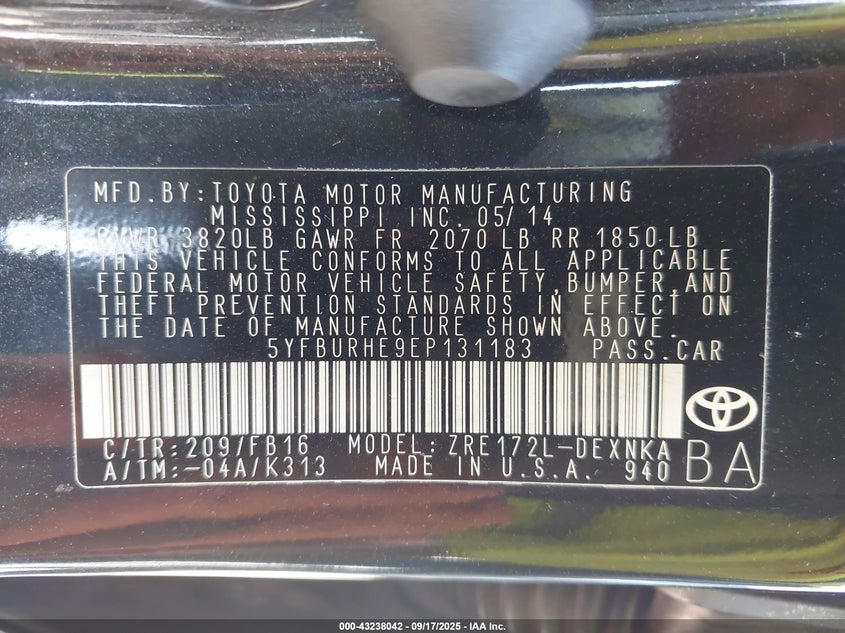 MFD.BY:TOYOTA MOTOR MANUFACTURING
MISSISSIPPI INC. 05/14
GVWR 3820LB GAWR FR 2070 LB RR 1850 LB
THIS VEHICLE CONFORMS TO ALL APPLICABLE
FEDERAL MOTOR VEHICLE SAFETY,BUMPER,AND
THEFT PREVENTION STANDARDS IN EFFECT ON
THE DATE OF MANUFACTURE SHOWN ABOVE.
5YFBURHE9EP131183 PASS.CAR
C/TR:209/FB16 MODEL:ZRE172L-DEXNKA
A/TM:-04A/K313 MADE IN U.S.A. 940 BA
000-43238042 - 09/17/2025 - IAA Inc.